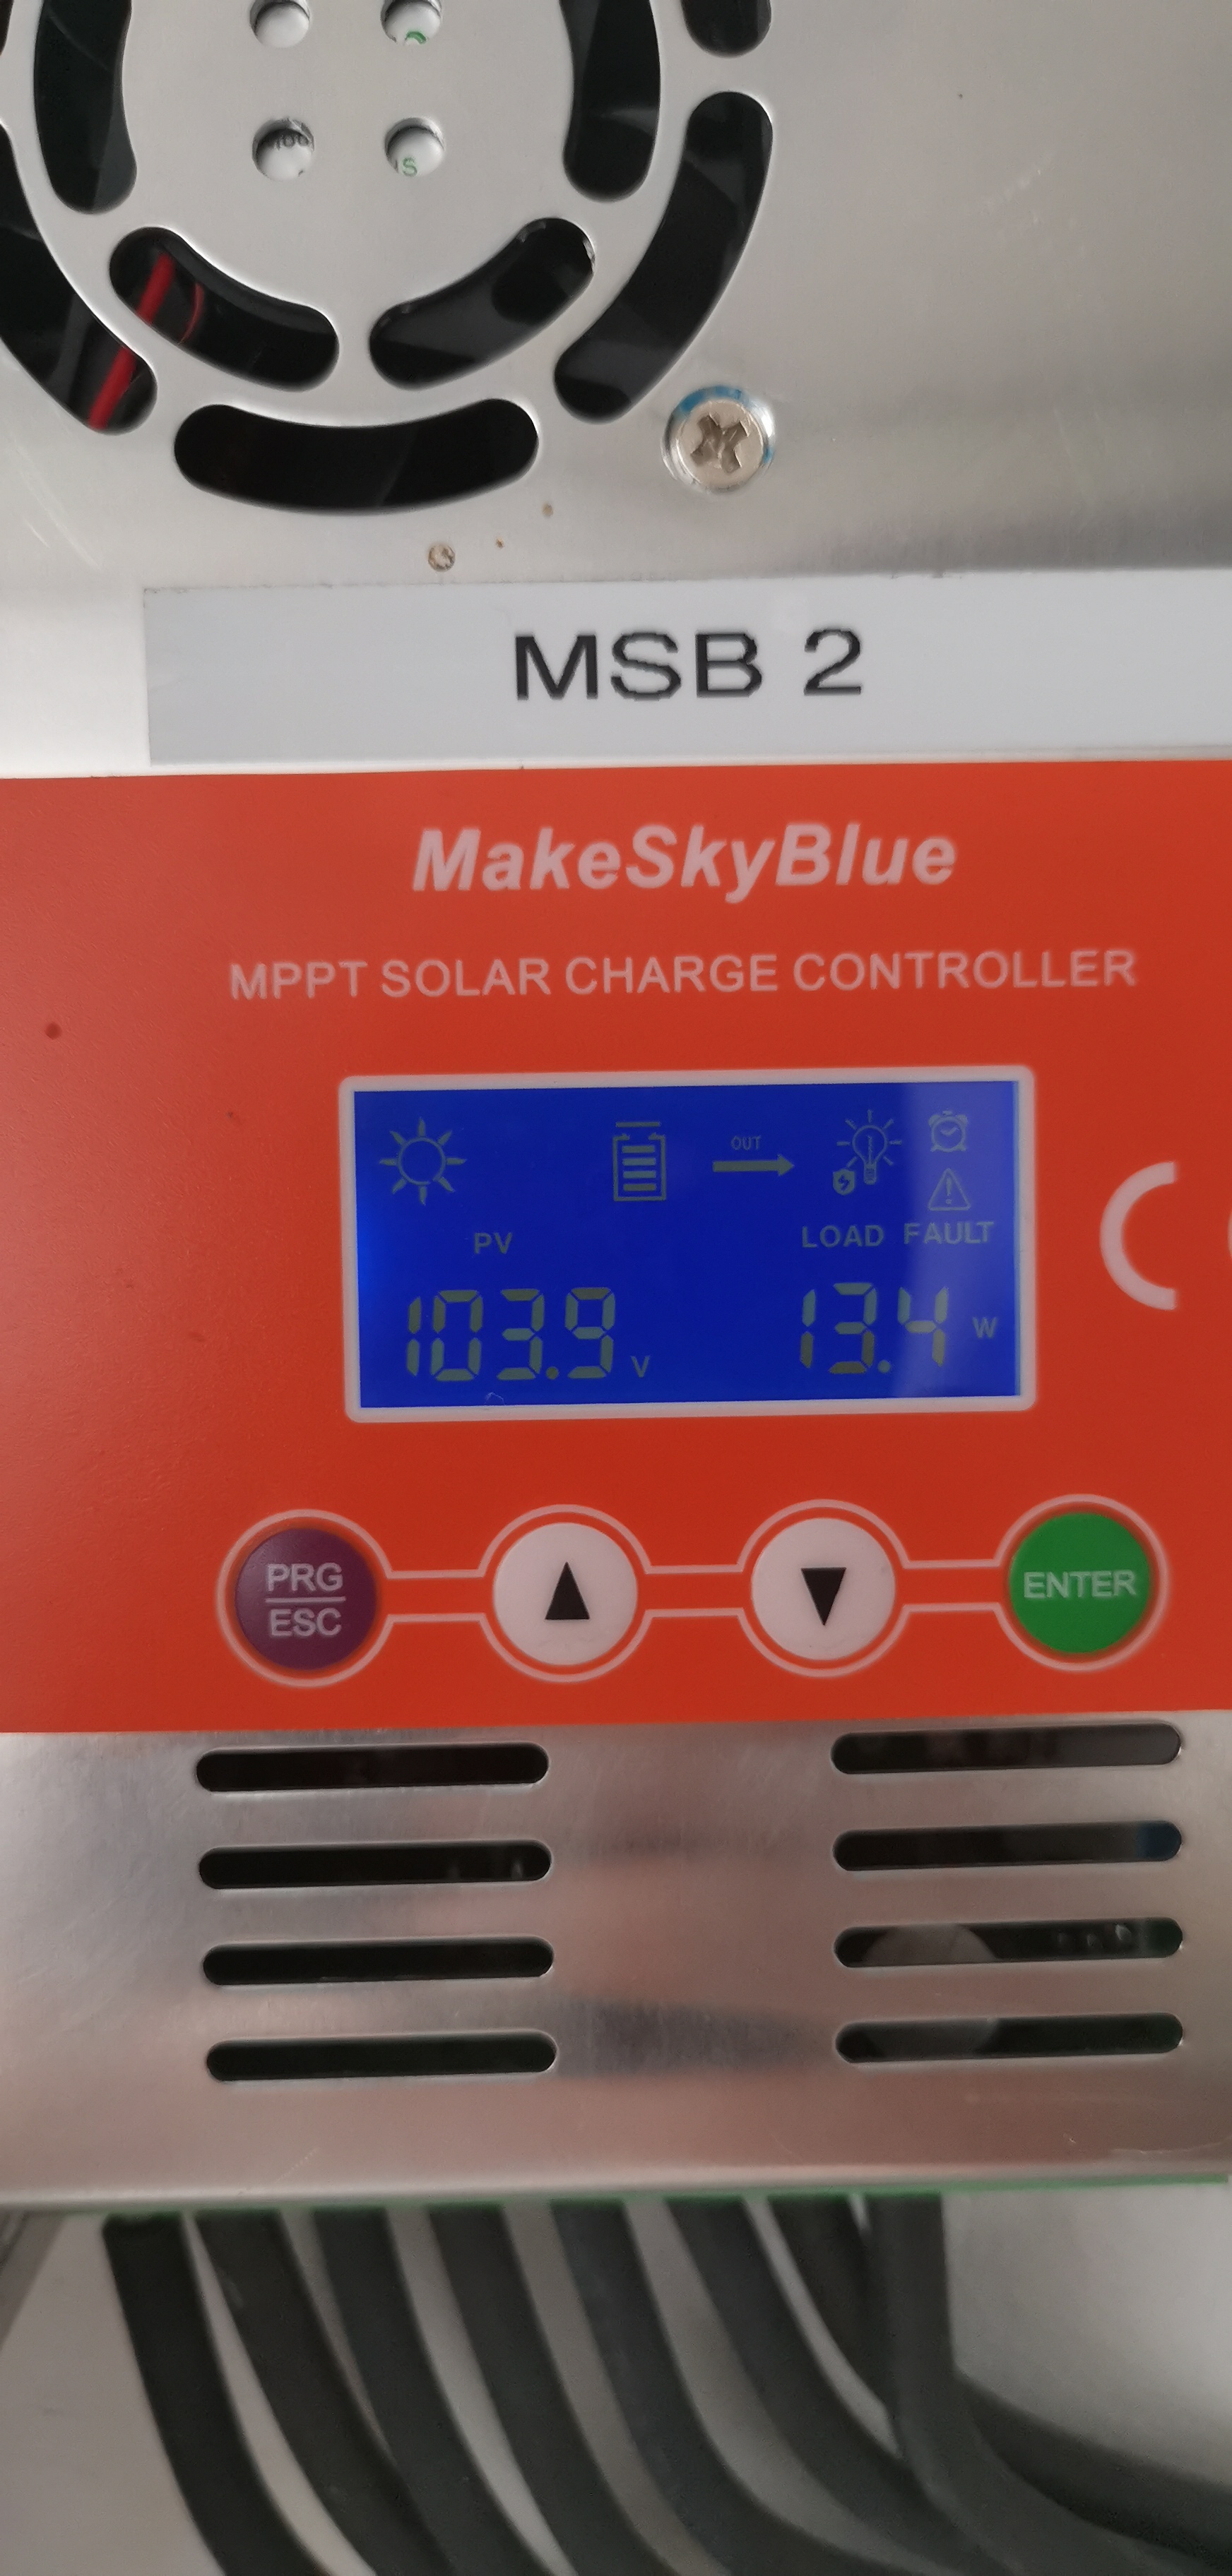 MSB 2
MakeSkyBlue
MPPT SOLAR CHARGE CONTROLLER
OUT
PV LOAD FAULT
103.9 V 13.4 W
PRG
ESC
▲ ▼
ENTER